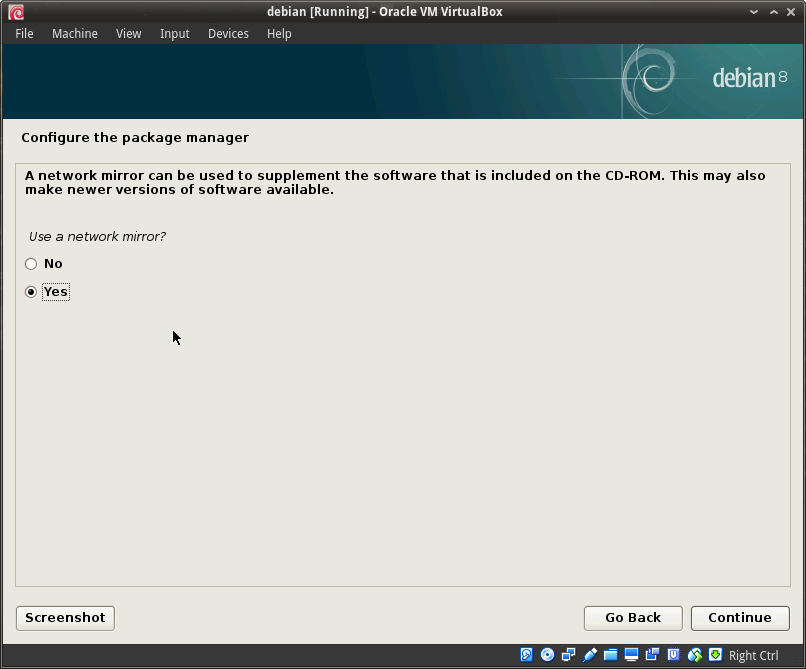 debian [Running] - Oracle VM VirtualBox
File Machine View Input Devices Help
debian 8
Configure the package manager
A network mirror can be used to supplement the software that is included on the CD-ROM. This may also
make newer versions of software available.
Use a network mirror?
No
Yes
Screenshot Go Back Continue
Right Ctrl